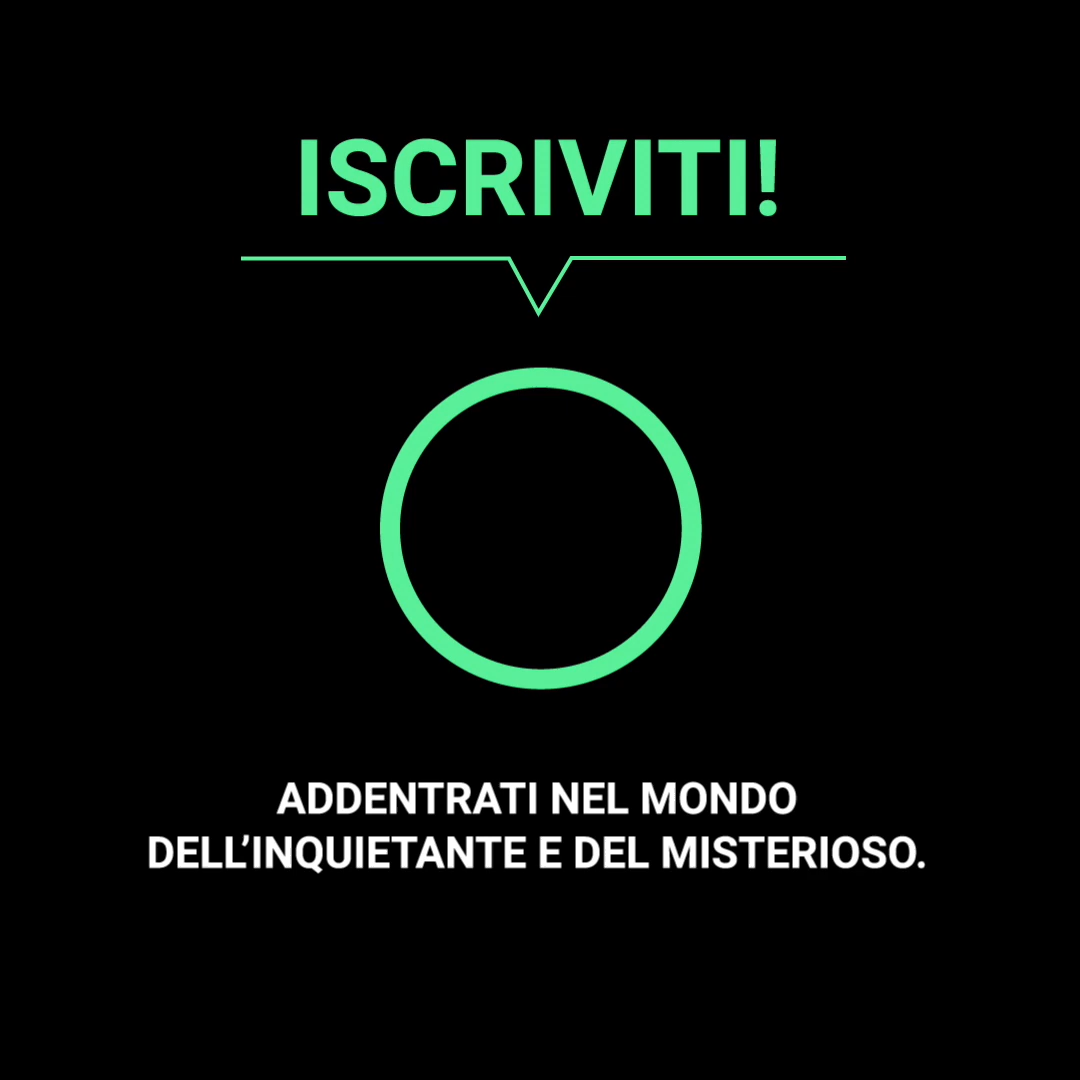 ISCRIVITI!
ADDENTRATI NEL MONDO
DELL’INQUIETANTE E DEL MISTERIOSO.